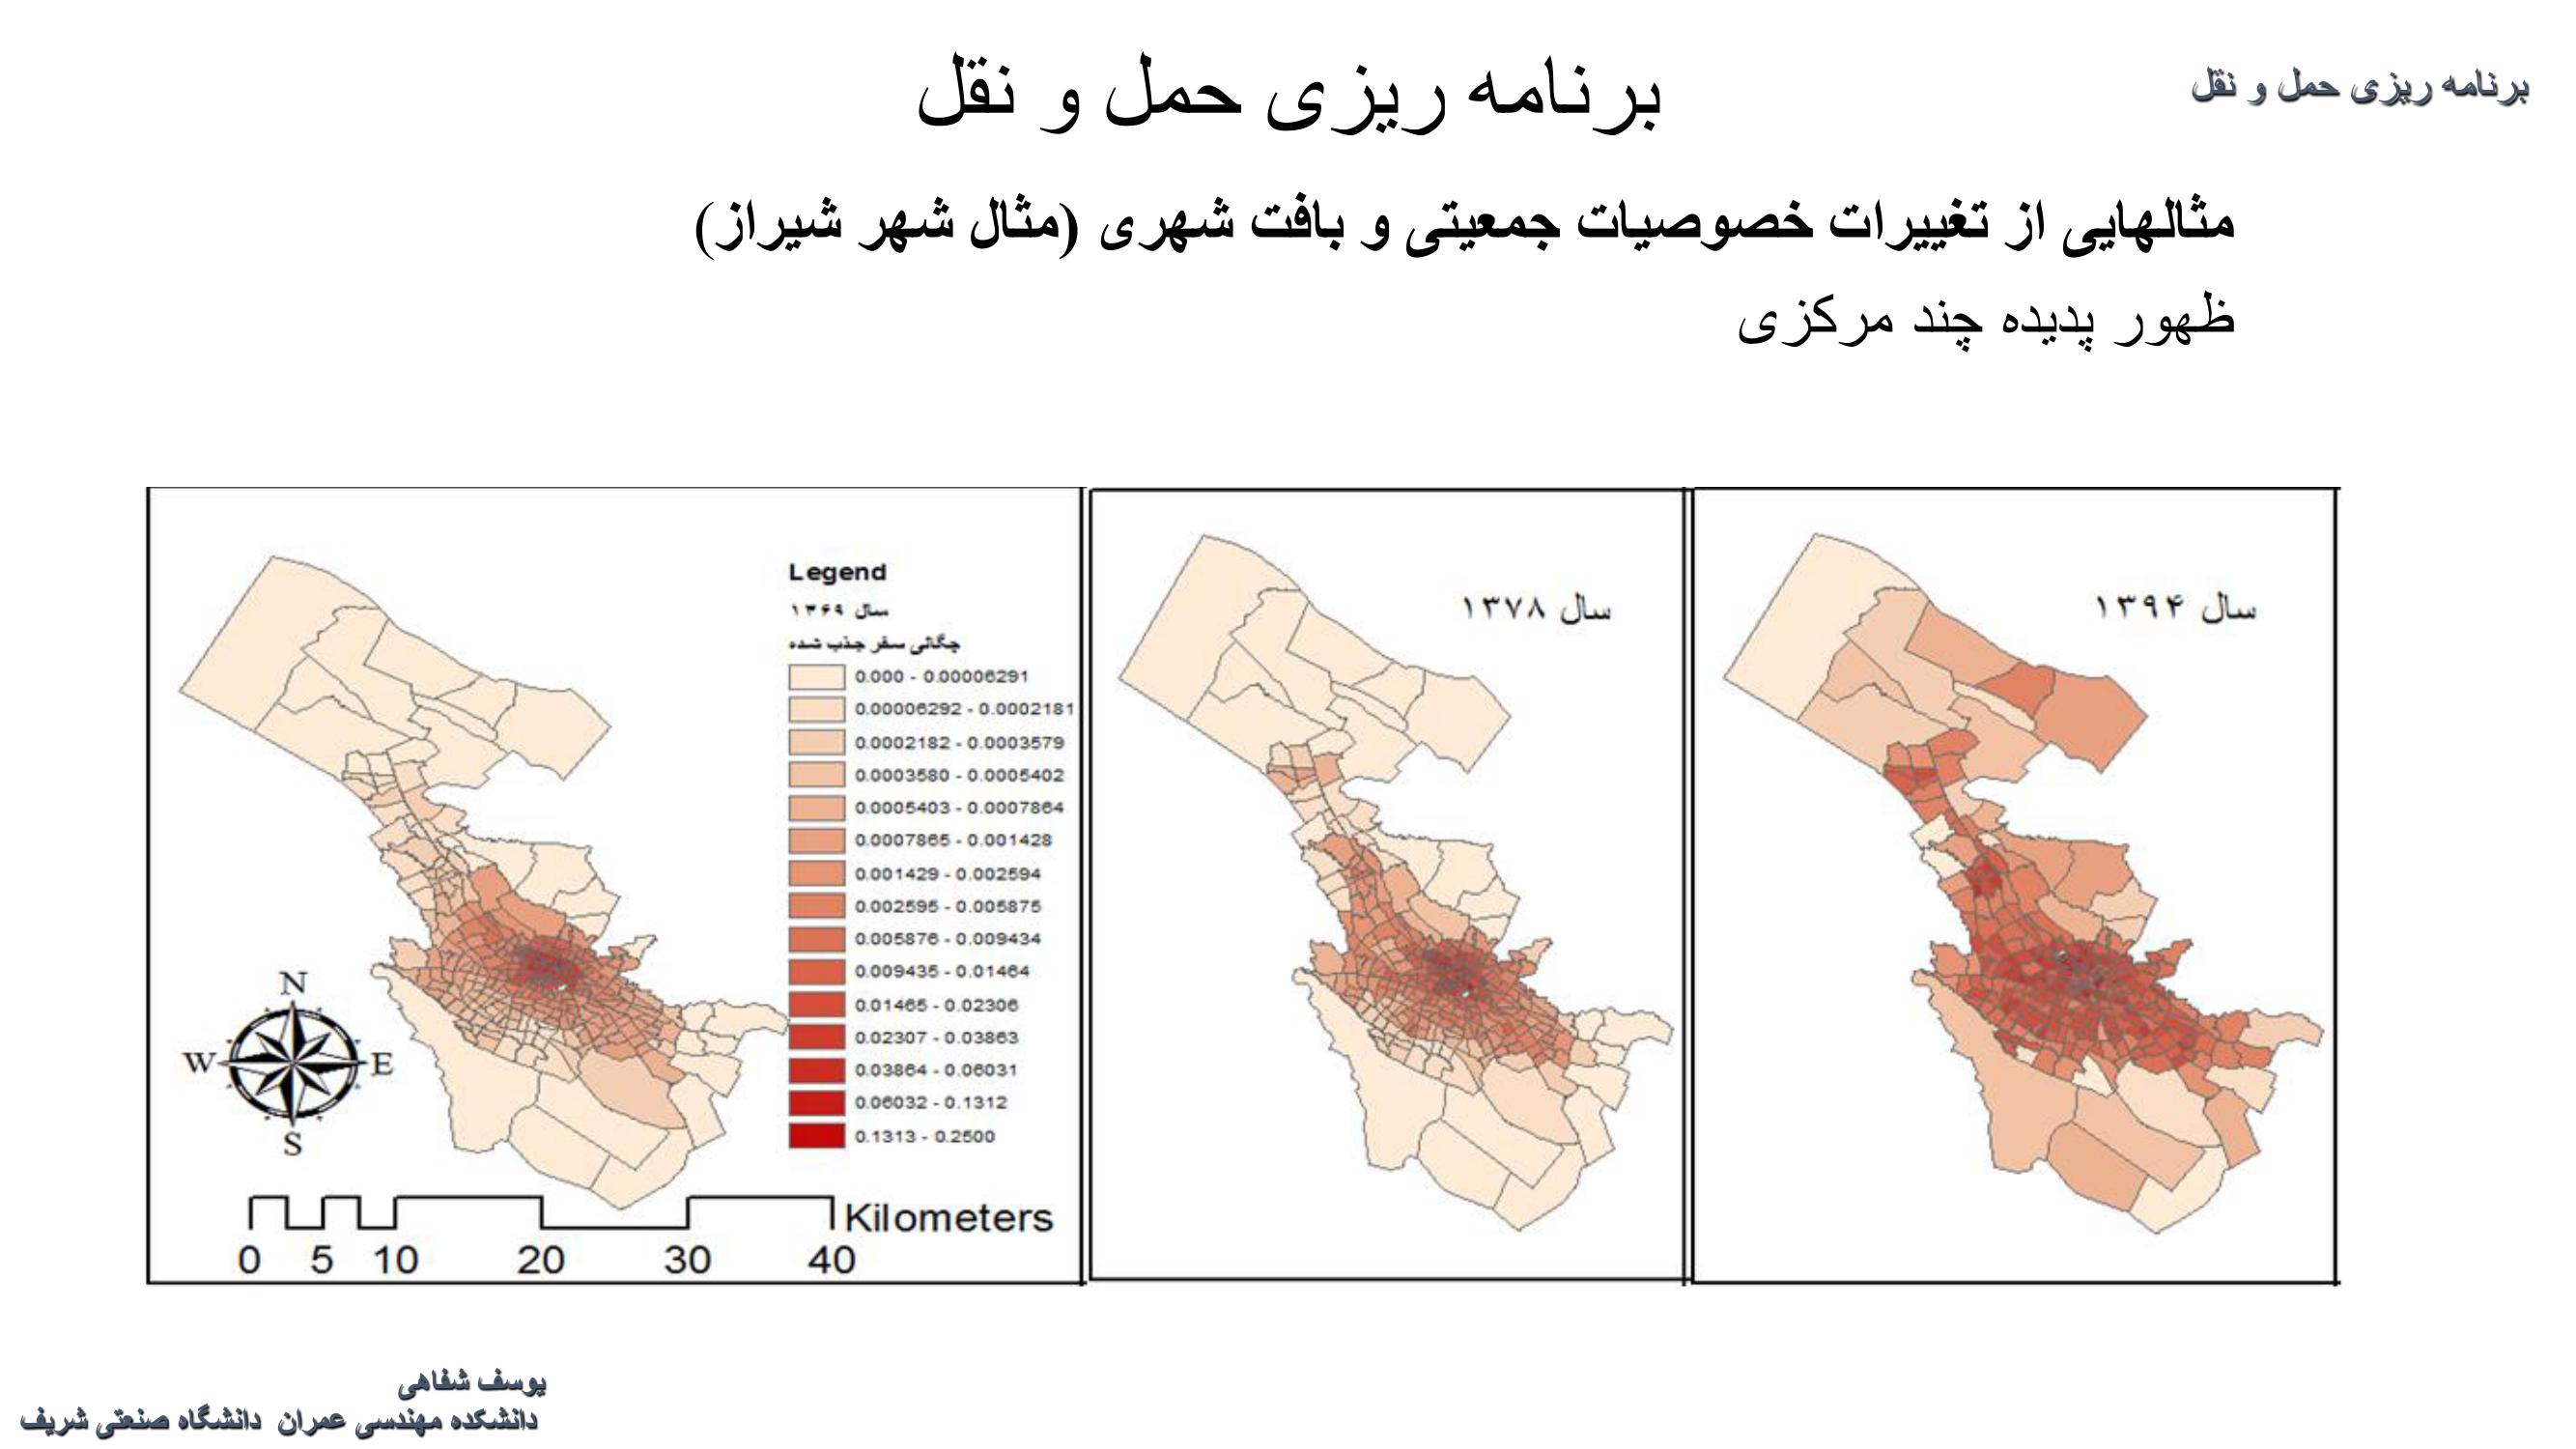 برنامه ریزی حمل و نقل
برنامه ریزی حمل و نقل
مثالهایی از تغییرات خصوصیات جمعیتی و بافت شهری (مثال شهر شیراز)
ظهور پدیده چند مرکزی
Legend
سال ۱۳۶۹
چگالی سفر جذب شده
0.000 - 0.00006291
0.00006292 - 0.0002181
0.0002182 - 0.0003579
0.0003580 - 0.0005402
0.0005403 - 0.0007864
0.0007865 - 0.001428
0.001429 - 0.002594
0.002595 - 0.005875
0.005876 - 0.009434
0.009435 - 0.01464
0.01465 - 0.02306
0.02307 - 0.03863
0.03864 - 0.06031
0.06032 - 0.1312
0.1313 - 0.2500
N
W E
S
Kilometers
0 5 10 20 30 40
سال ۱۳۷۸
سال ۱۳۹۴
یوسف شفاهی
دانشکده مهندسی عمران دانشگاه صنعتی شریف